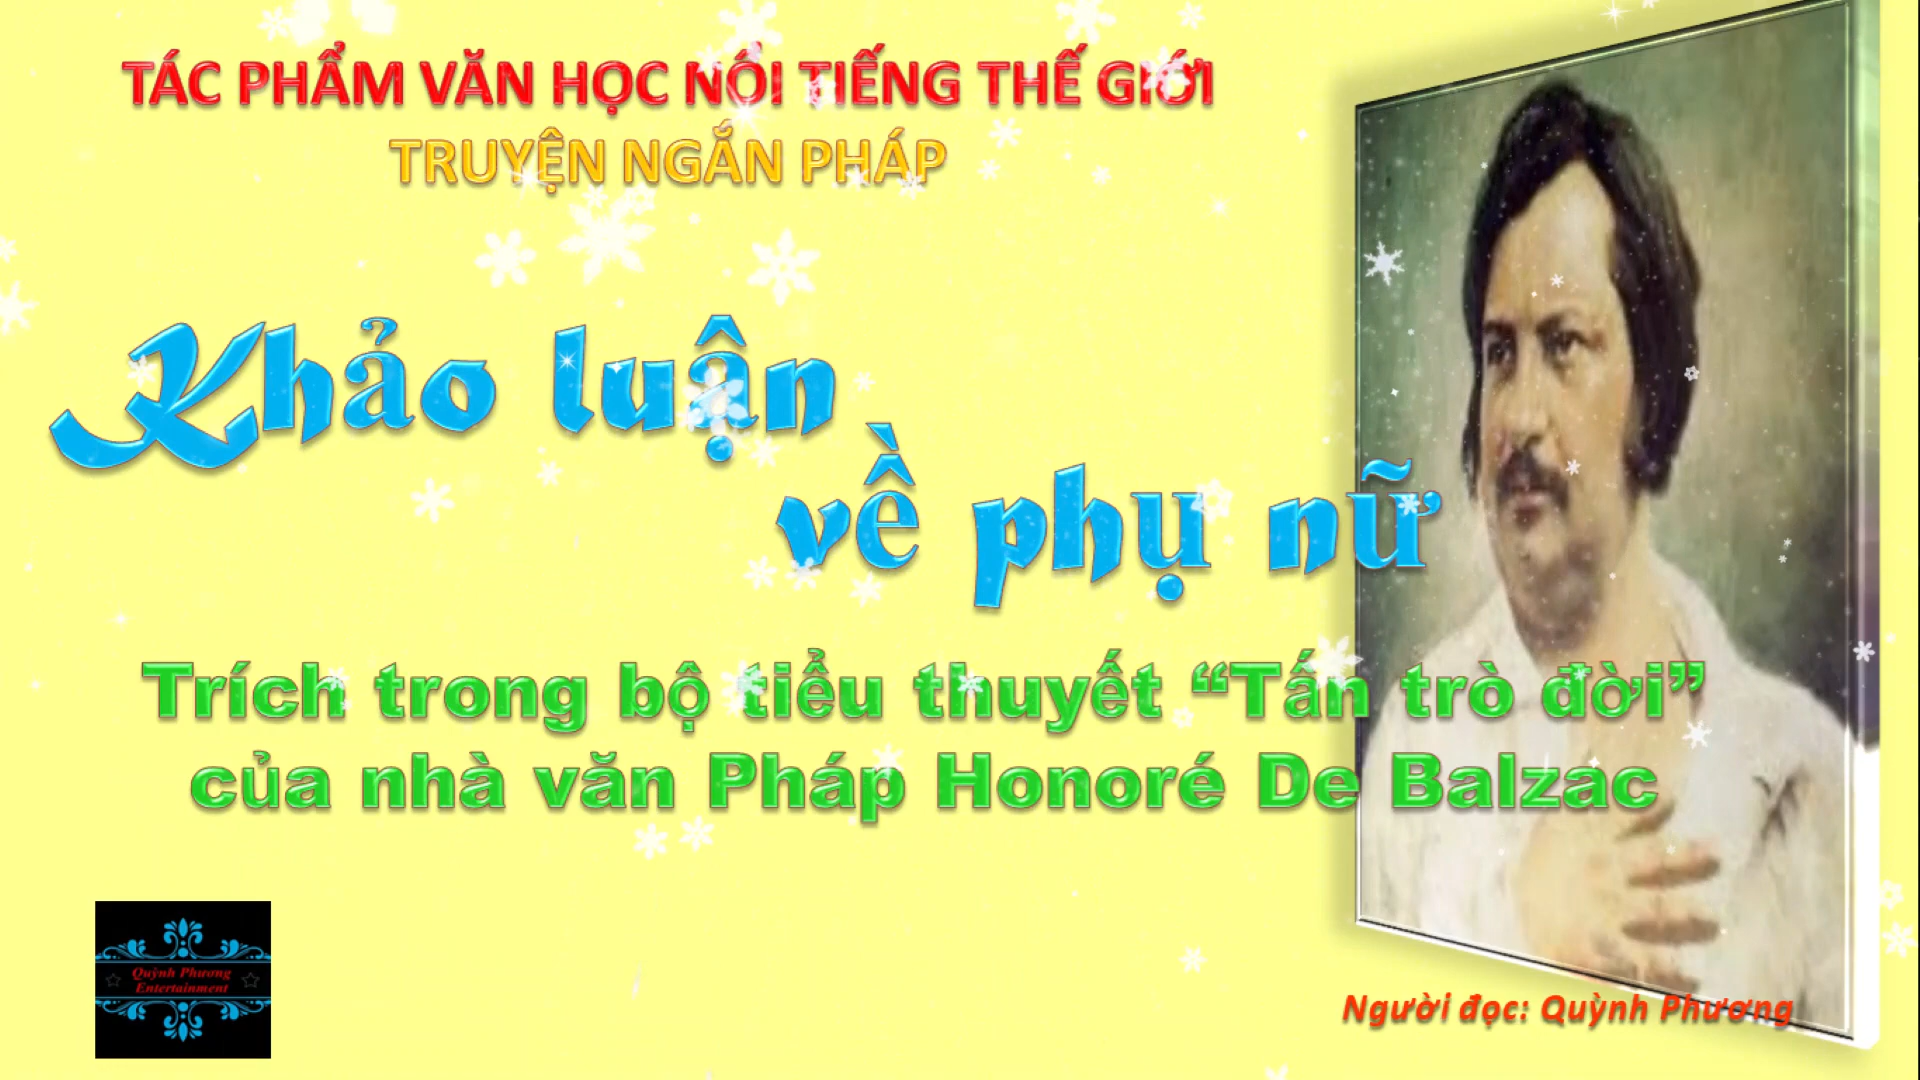 TÁC PHẨM VĂN HỌC NỔI TIẾNG THẾ GIỚI
TRUYỆN NGẮN PHÁP
Khảo luận
về phụ nữ
Trích trong bộ tiểu thuyết “Tấn trò đời”
của nhà văn Pháp Honoré De Balzac
Quỳnh Phương
Entertainment
Người đọc: Quỳnh Phương